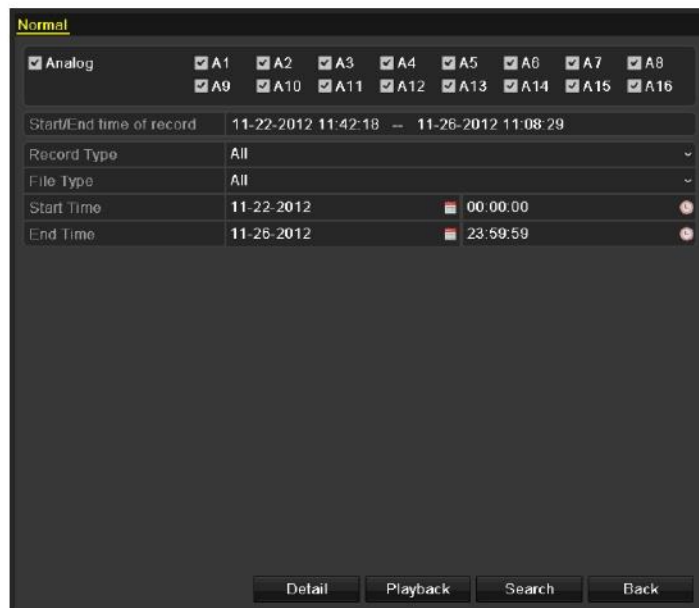 Normal
Analog A1 A2 A3 A4 A5 A6 A7 A8
A9 A10 A11 A12 A13 A14 A15 A16
Start/End time of record 11-22-2012 11:42:18 -- 11-26-2012 11:08:29
Record Type All
File Type All
Start Time 11-22-2012 00:00:00
End Time 11-26-2012 23:59:59
Detail Playback Search Back